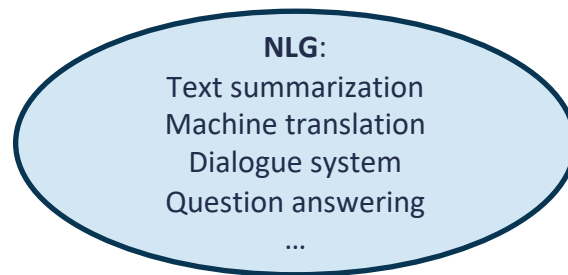 NLG:
Text summarization
Machine translation
Dialogue system
Question answering
...